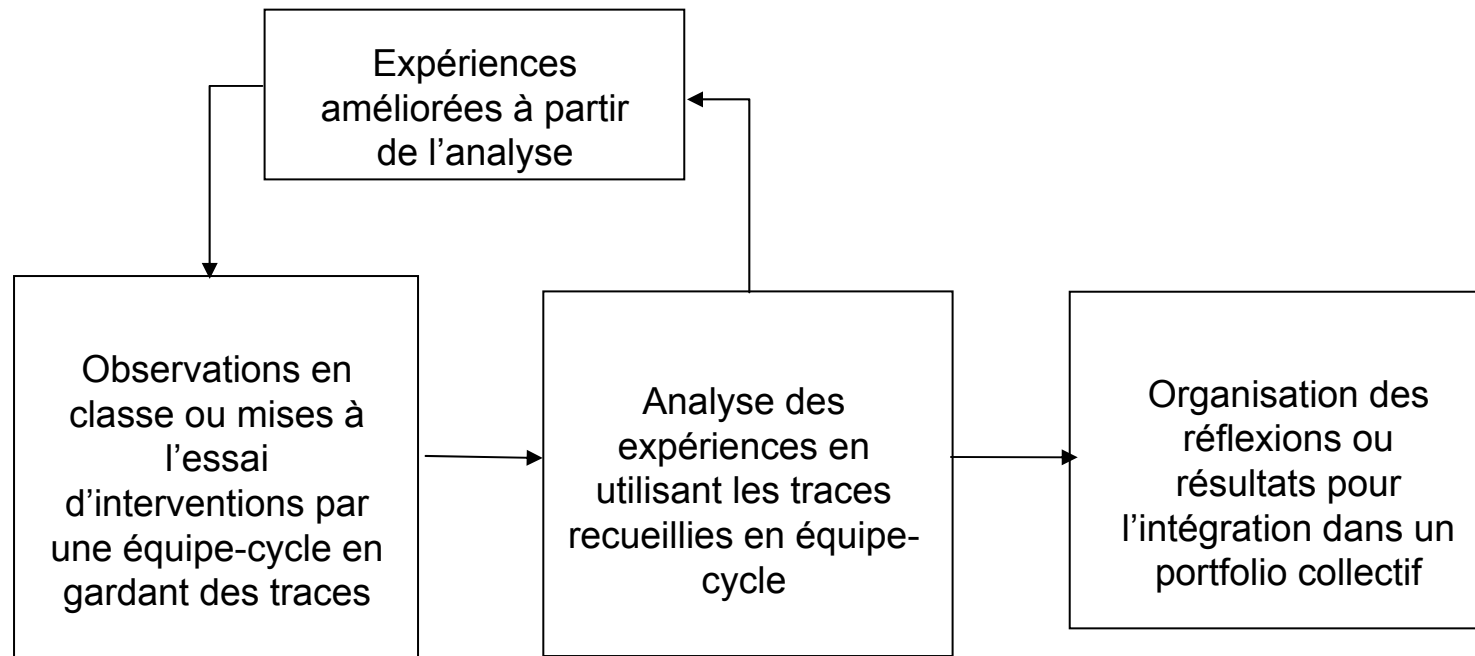 Expériences
améliorées à partir
de l’analyse
Observations en
classe ou mises à
l’essai
d’interventions par
une équipe-cycle en
gardant des traces
Analyse des
expériences en
utilisant les traces
recueillies en équipe-
cycle
Organisation des
réflexions ou
résultats pour
l’intégration dans un
portfolio collectif